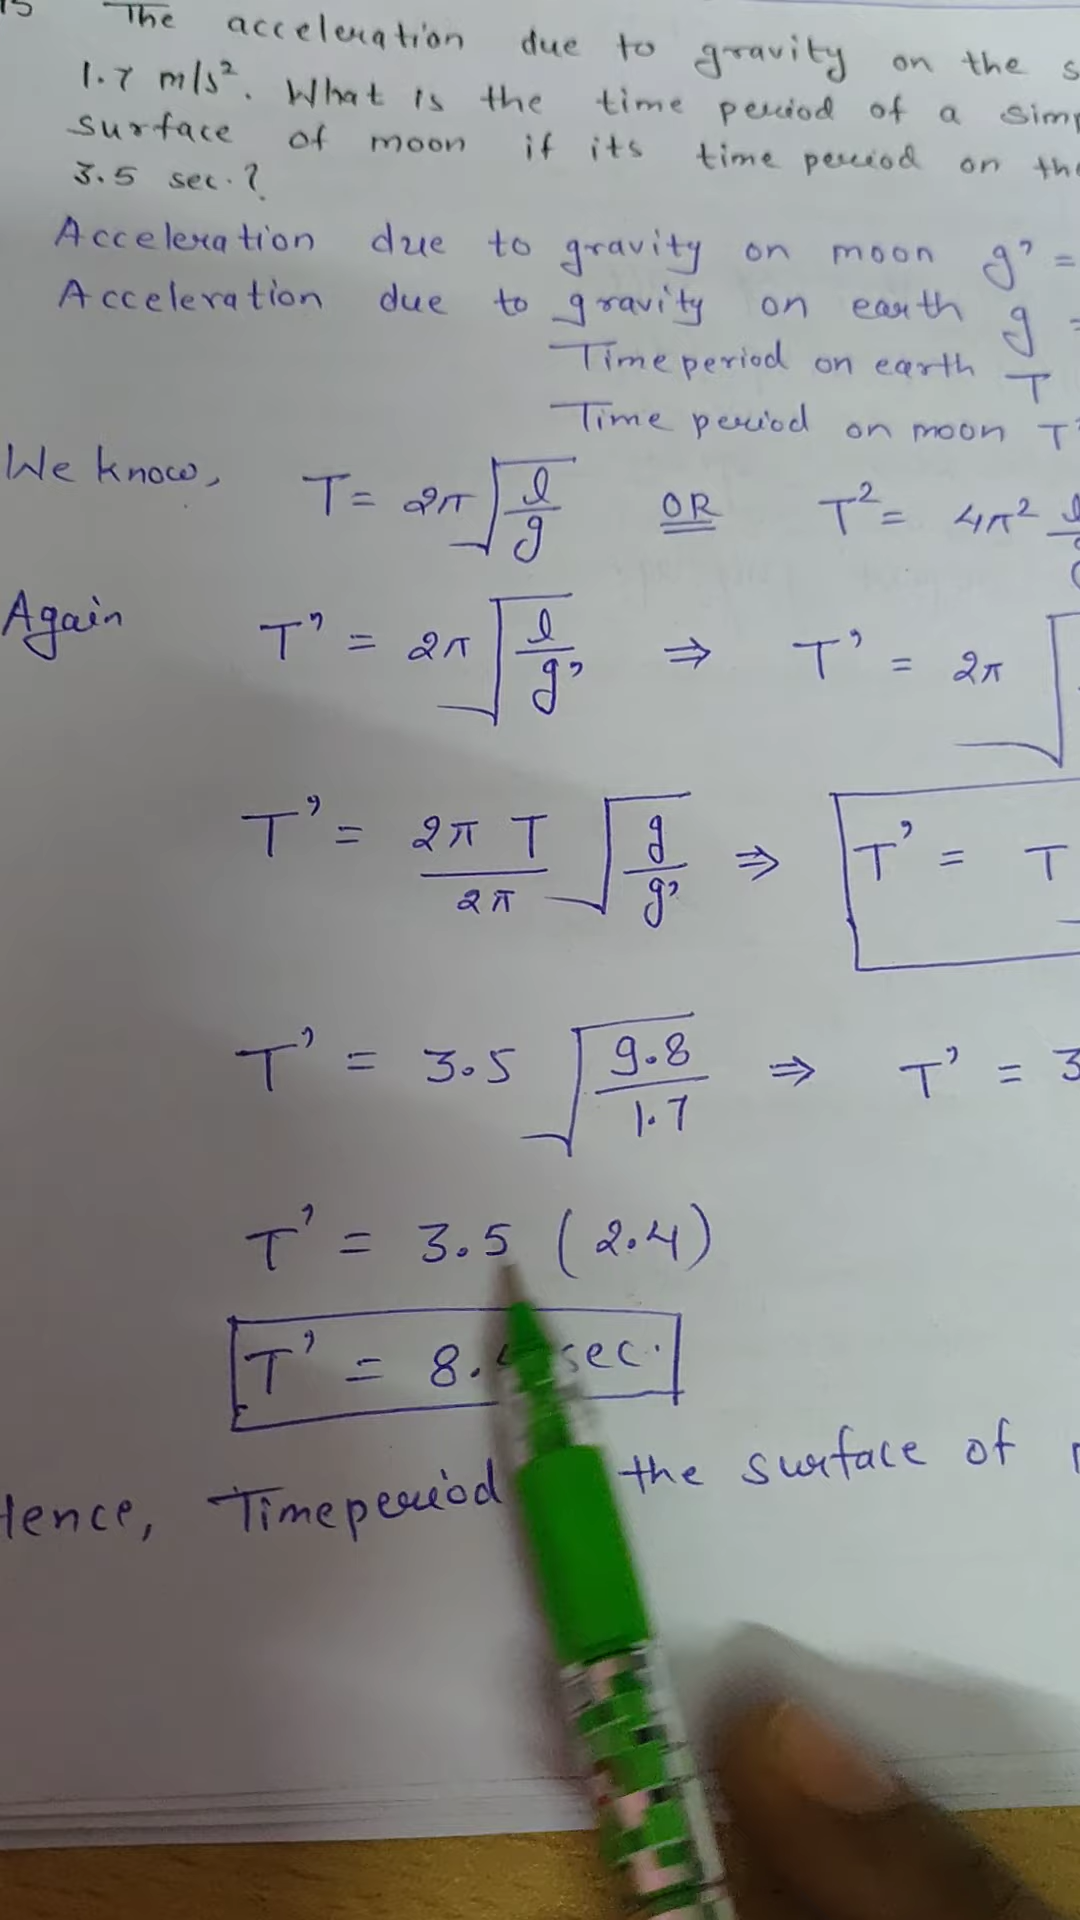 15 The acceleration due to gravity on the s
1.7 m/s². What is the time period of a simp
surface of moon if its time period on the
3.5 sec.?
Acceleration due to gravity on moon g' =
Acceleration due to gravity on earth g =
Time period on earth T
Time period on moon T'
We know, T = 2π √(l/g) OR T² = 4π² l
Again T' = 2π √(l/g') ⇒ T' = 2π √
T' = 2π T / 2π √(g/g') ⇒ T' = T
T' = 3.5 √(9.8/1.7) ⇒ T' = 3
T' = 3.5 (2.4)
T' = 8. sec.
Hence, Time period the surface of